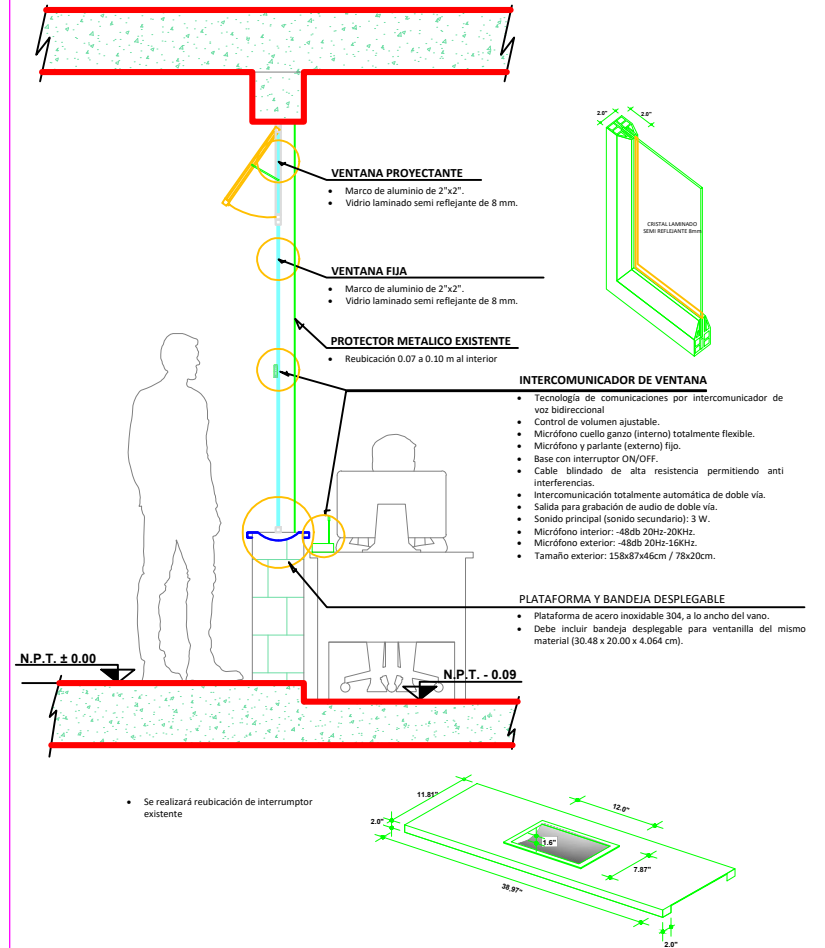 2.0"
2.0"
VENTANA PROYECTANTE
• Marco de aluminio de 2"x2".
• Vidrio laminado semi reflejante de 8 mm.
CRISTAL LAMINADO
SEMI REFLEJANTE 8mm
VENTANA FIJA
• Marco de aluminio de 2"x2".
• Vidrio laminado semi reflejante de 8 mm.
PROTECTOR METALICO EXISTENTE
• Reubicación 0.07 a 0.10 m al interior
INTERCOMUNICADOR DE VENTANA
• Tecnología de comunicaciones por intercomunicador de
voz bidireccional
• Control de volumen ajustable.
• Micrófono cuello ganzo (interno) totalmente flexible.
• Micrófono y parlante (externo) fijo.
• Base con interruptor ON/OFF.
• Cable blindado de alta resistencia permitiendo anti
interferencias.
• Intercomunicación totalmente automática de doble vía.
• Salida para grabación de audio de doble vía.
• Sonido principal (sonido secundario): 3 W.
• Micrófono interior: -48db 20Hz-20KHz.
• Micrófono exterior: -48db 20Hz-16KHz.
• Tamaño exterior: 158x87x46cm / 78x20cm.
PLATAFORMA Y BANDEJA DESPLEGABLE
• Plataforma de acero inoxidable 304, a lo ancho del vano.
• Debe incluir bandeja desplegable para ventanilla del mismo
material (30.48 x 20.00 x 4.064 cm).
N.P.T. ± 0.00
N.P.T. - 0.09
• Se realizará reubicación de interrumptor
existente
11.81"
12.0"
2.0"
1.6"
7.87"
38.97"
2.0"